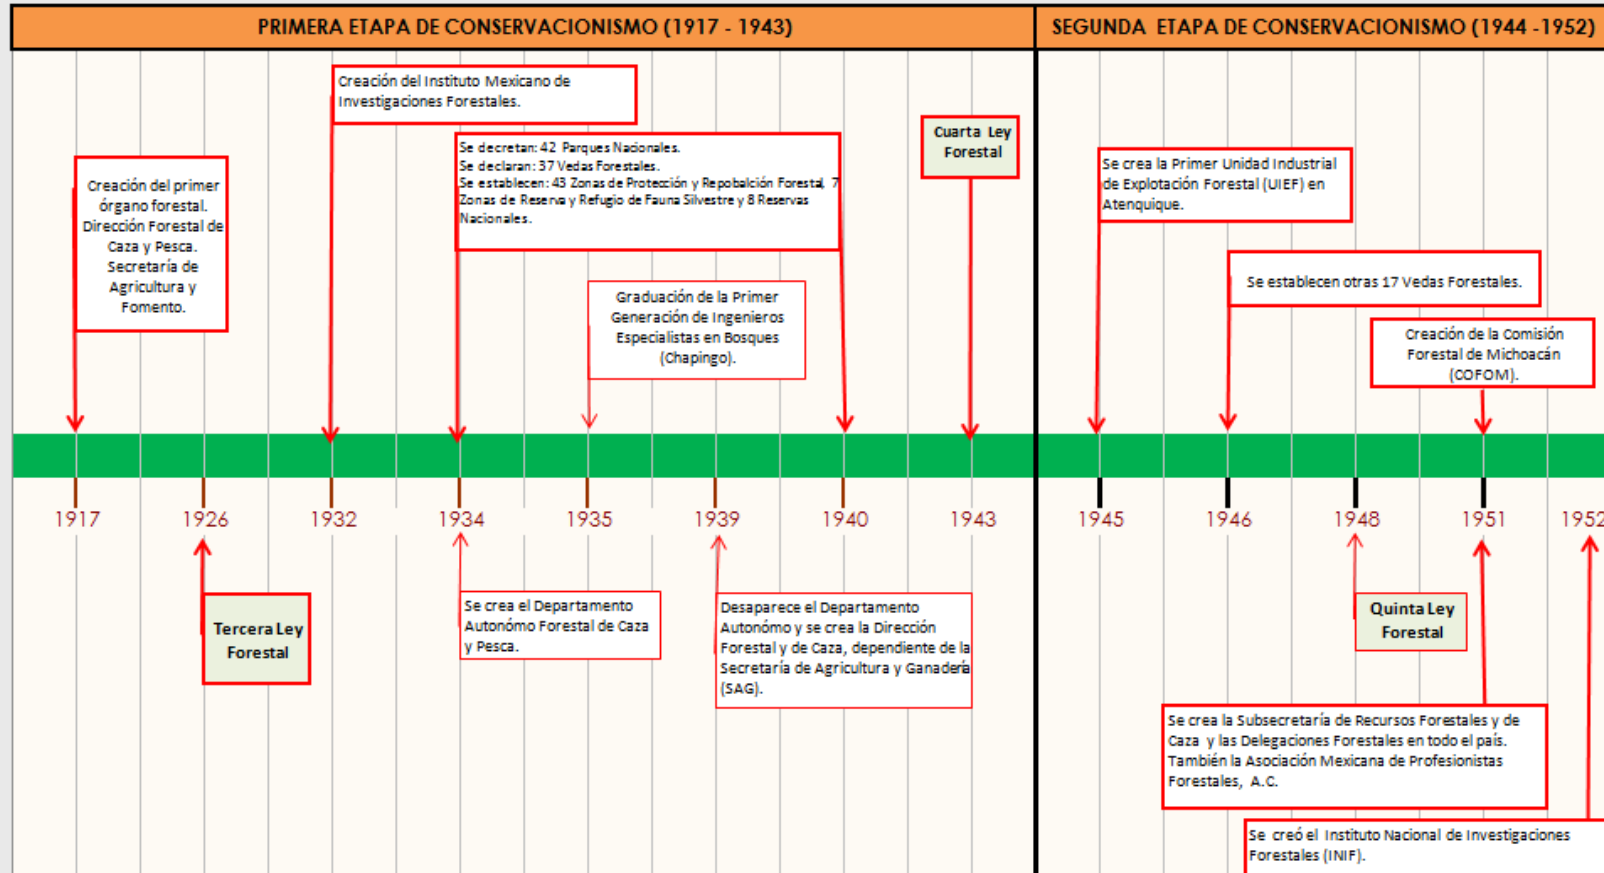 PRIMERA ETAPA DE CONSERVACIONISMO (1917 - 1943)
SEGUNDA ETAPA DE CONSERVACIONISMO (1944 -1952)
Creación del Instituto Mexicano de
Investigaciones Forestales.
Se decretan: 42 Parques Nacionales.
Se declaran: 37 Vedas Forestales.
Se establecen: 43 Zonas de Protección y Repobalción Forestal, 7
Zonas de Reserva y Refugio de Fauna Silvestre y 8 Reservas
Nacionales.
Cuarta Ley
Forestal
Creación del primer
órgano forestal.
Dirección Forestal de
Caza y Pesca.
Secretaría de
Agricultura y
Fomento.
Graduación de la Primer
Generación de Ingenieros
Especialistas en Bosques
(Chapingo).
Se crea la Primer Unidad Industrial
de Explotación Forestal (UIEF) en
Atenquique.
Se establecen otras 17 Vedas Forestales.
Creación de la Comisión
Forestal de Michoacán
(COFOM).
1917
1926
1932
1934
1935
1939
1940
1943
1945
1946
1948
1951
1952
Tercera Ley
Forestal
Se crea el Departamento
Autonómo Forestal de Caza
y Pesca.
Desaparece el Departamento
Autonómo y se crea la Dirección
Forestal y de Caza, dependiente de la
Secretaría de Agricultura y Ganadería
(SAG).
Quinta Ley
Forestal
Se crea la Subsecretaría de Recursos Forestales y de
Caza y las Delegaciones Forestales en todo el país.
También la Asociación Mexicana de Profesionistas
Forestales, A.C.
Se creó el Instituto Nacional de Investigaciones
Forestales (INIF).